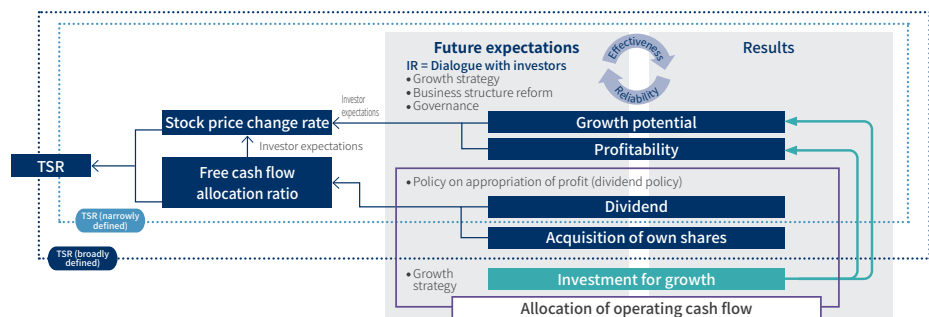 Future expectations
Effectiveness
Reliability
Results
IR = Dialogue with investors
• Growth strategy
• Business structure reform
• Governance
Investor
expectations
Stock price change rate
Growth potential
Investor expectations
Profitability
TSR
Free cash flow
allocation ratio
• Policy on appropriation of profit (dividend policy)
Dividend
TSR (narrowly
defined)
Acquisition of own shares
TSR (broadly
defined)
• Growth
strategy
Investment for growth
Allocation of operating cash flow